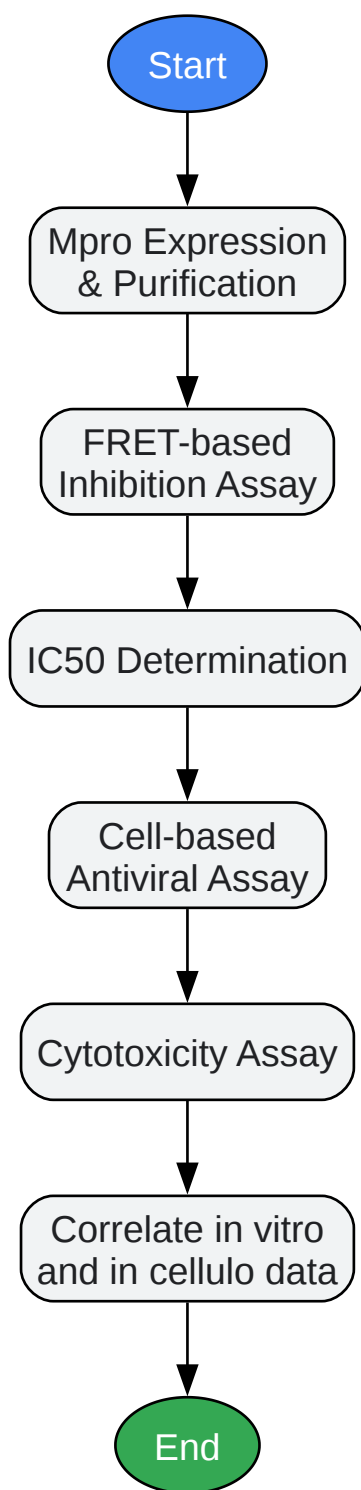 Start
Mpro Expression
& Purification
FRET-based
Inhibition Assay
IC50 Determination
Cell-based
Antiviral Assay
Cytotoxicity Assay
Correlate in vitro
and in cellulo data
End